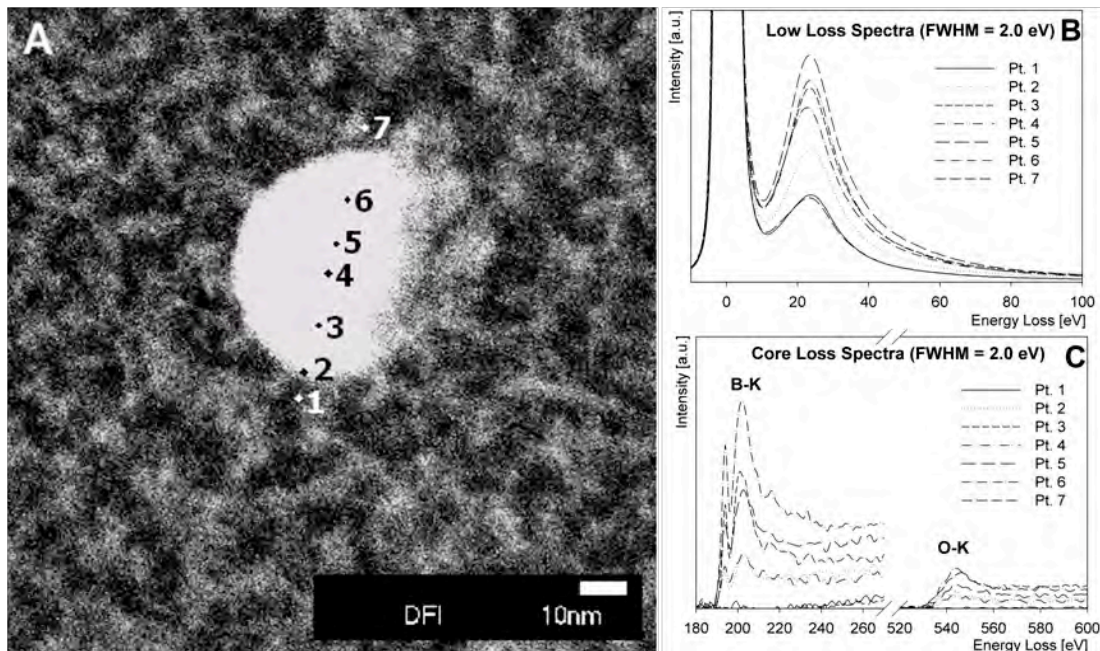 A
7
6
5
4
3
2
1
DFI
10nm
Intensity [a.u.]
Low Loss Spectra (FWHM = 2.0 eV)
B
Pt. 1
Pt. 2
Pt. 3
Pt. 4
Pt. 5
Pt. 6
Pt. 7
0 20 40 60 80 100
Energy Loss [eV]
Intensity [a.u.]
Core Loss Spectra (FWHM = 2.0 eV)
C
B-K
Pt. 1
Pt. 2
Pt. 3
Pt. 4
Pt. 5
Pt. 6
Pt. 7
O-K
180 200 220 240 260 520 540 560 580 600
Energy Loss [eV]